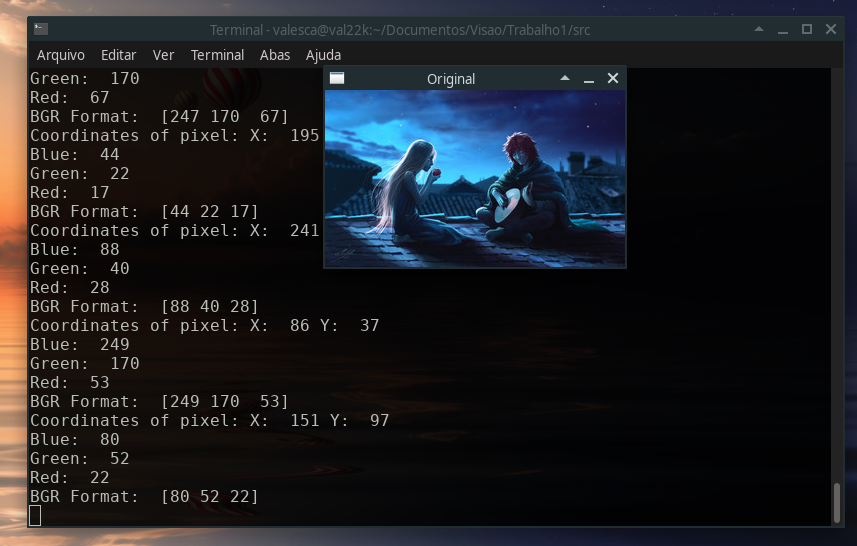 Terminal - valesca@val22k:~/Documentos/Visao/Trabalho1/src
Arquivo Editar Ver Terminal Abas Ajuda
Green:  170
Red:  67
BGR Format:  [247 170  67]
Coordinates of pixel: X:  195
Blue:  44
Green:  22
Red:  17
BGR Format:  [44 22 17]
Coordinates of pixel: X:  241
Blue:  88
Green:  40
Red:  28
BGR Format:  [88 40 28]
Coordinates of pixel: X:  86 Y:  37
Blue:  249
Green:  170
Red:  53
BGR Format:  [249 170  53]
Coordinates of pixel: X:  151 Y:  97
Blue:  80
Green:  52
Red:  22
BGR Format:  [80 52 22]
Original